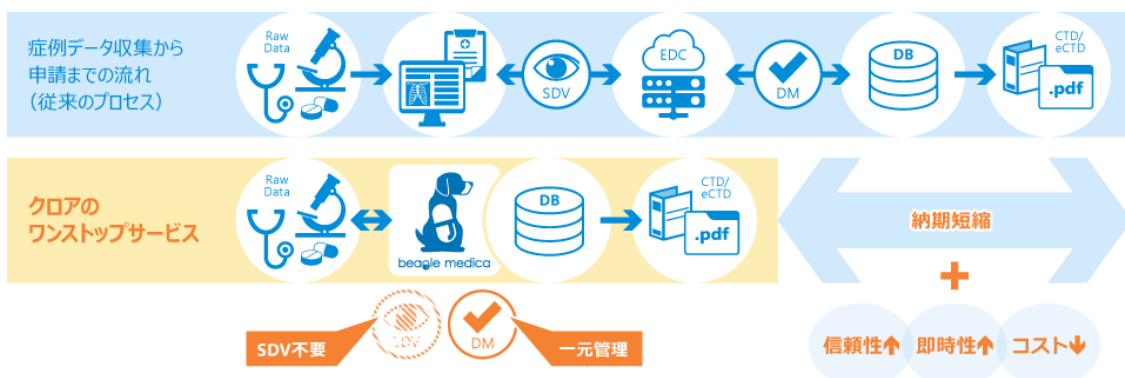 症例データ収集から
申請までの流れ
（従来のプロセス）
Raw
Data
SDV
EDC
DM
DB
CTD/
eCTD
.pdf
クロアの
ワンストップサービス
Raw
Data
beagle medica
DB
CTD/
eCTD
.pdf
納期短縮
+
SDV不要
SDV
DM
一元管理
信頼性↑
即時性↑
コスト↓